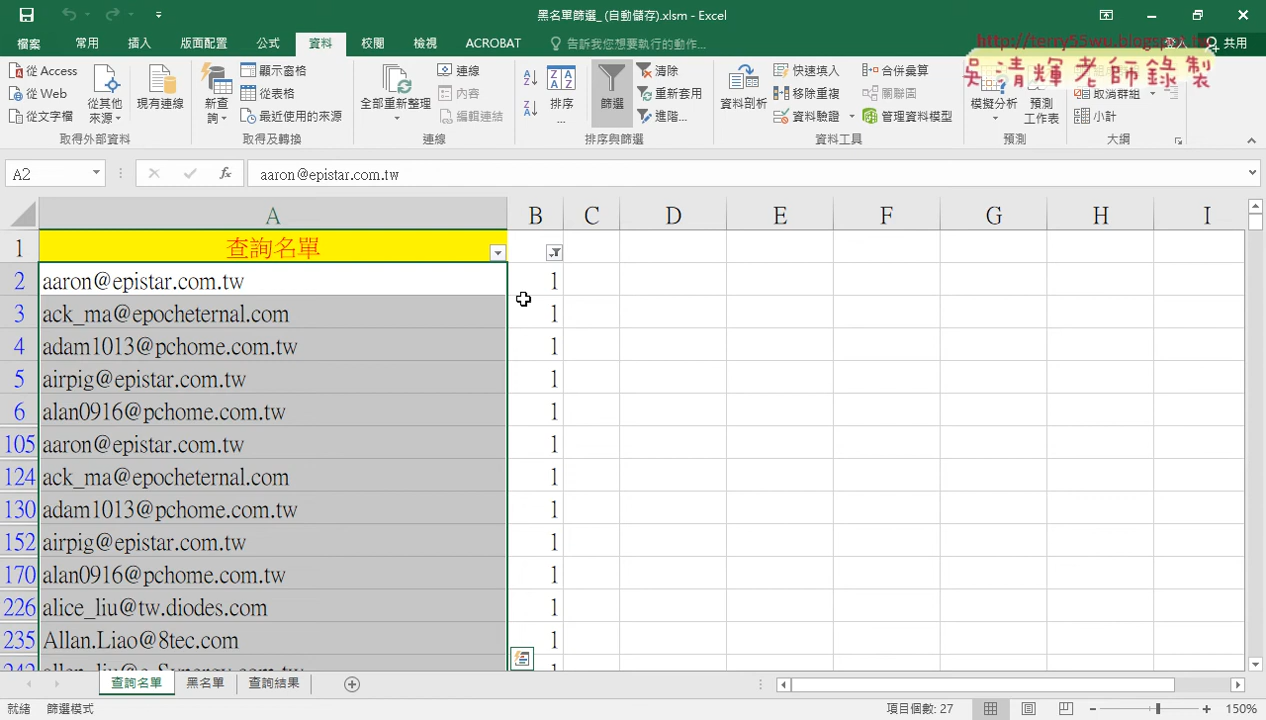 黑名單篩選_ (自動儲存).xlsm - Excel
檔案 常用 插入 版面配置 公式 資料 校閱 檢視 ACROBAT 告訴我您想要執行的動作... 登入 共用
http://terry55wu.blogspot.tw
吳清輝老師錄製
從 Access
從 Web
從文字檔
從其他
來源
現有連線
取得外部資料
新查
詢
顯示查詢
從表格
最近使用的來源
取得及轉換
全部重新整理
連線
內容
編輯連結
連線
排序
...
篩選
清除
重新套用
進階...
排序與篩選
資料剖析
快速填入
移除重複
資料驗證
合併彙算
關聯圖
管理資料模型
資料工具
模擬分析
預測
工作表
預測
取消群組
小計
大綱
A2 fx aaron@epistar.com.tw
A B C D E F G H I
1 查詢名單
2 aaron@epistar.com.tw 1
3 ack_ma@epocheternal.com 1
4 adam1013@pchome.com.tw 1
5 airpig@epistar.com.tw 1
6 alan0916@pchome.com.tw 1
105 aaron@epistar.com.tw 1
124 ack_ma@epocheternal.com 1
130 adam1013@pchome.com.tw 1
152 airpig@epistar.com.tw 1
170 alan0916@pchome.com.tw 1
226 alice_liu@tw.diodes.com 1
235 Allan.Liao@8tec.com 1
查詢名單 黑名單 查詢結果
就緒 篩選模式 項目個數: 27 150%